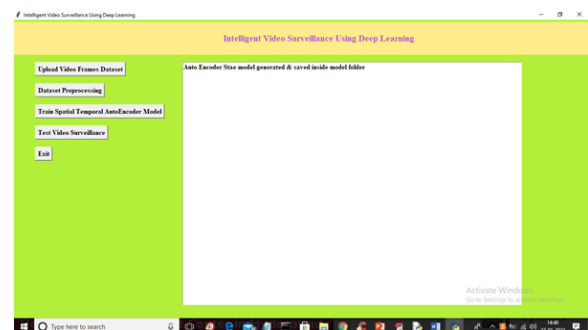 Intelligent Video Surveillance Using Deep Learning
Intelligent Video Surveillance Using Deep Learning
Upload Video Frames Dataset
Auto Encoder Stae model generated & saved inside model folder
Dataset Preprocessing
Train Spatial Temporal AutoEncoder Model
Test Video Surveillance
Exit
Activate Windows
Go to Settings to activate Windows.
Type here to search
14:40